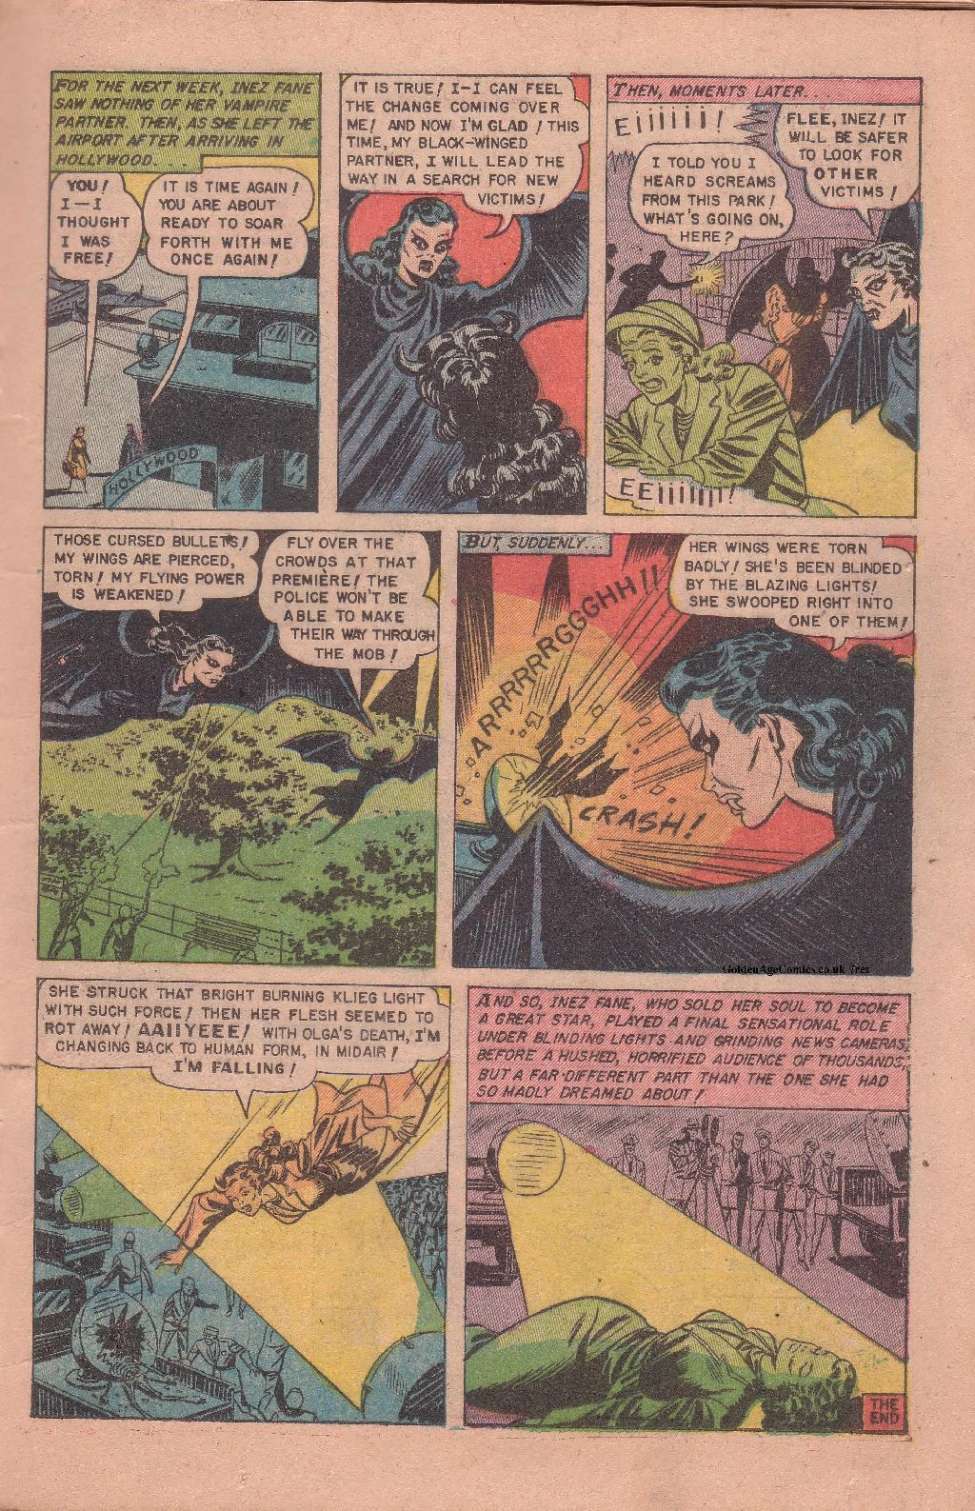 FOR THE NEXT WEEK, INEZ FANE
SAW NOTHING OF HER VAMPIRE
PARTNER. THEN, AS SHE LEFT THE
AIRPORT AFTER ARRIVING IN
HOLLYWOOD. . .
YOU!
I-I
THOUGHT
I WAS
FREE!
IT IS TIME AGAIN!
YOU ARE ABOUT
READY TO SOAR
FORTH WITH ME
ONCE AGAIN!
HOLLYWOOD
IT IS TRUE! I-I CAN FEEL
THE CHANGE COMING OVER
ME! AND NOW I'M GLAD! THIS
TIME, MY BLACK-WINGED
PARTNER, I WILL LEAD THE
WAY IN A SEARCH FOR NEW
VICTIMS!
THEN, MOMENTS LATER. . . .
Eiiiiiii!
I TOLD YOU I
HEARD SCREAMS
FROM THIS PARK!
WHAT'S GOING ON,
HERE?
FLEE, INEZ! IT
WILL BE SAFER
TO LOOK FOR
OTHER
VICTIMS!
EEiiiiiii!
THOSE CURSED BULLETS!
MY WINGS ARE PIERCED,
TORN! MY FLYING POWER
IS WEAKENED!
FLY OVER THE
CROWDS AT THAT
PREMIÈRE! THE
POLICE WON'T BE
ABLE TO MAKE
THEIR WAY THROUGH
THE MOB!
BUT, SUDDENLY...
ARRRRRRGGGGHH!!
HER WINGS WERE TORN
BADLY! SHE'S BEEN BLINDED
BY THE BLAZING LIGHTS!
SHE SWOOPED RIGHT INTO
ONE OF THEM!
CRASH!
GoldenAgeComics.co.uk
SHE STRUCK THAT BRIGHT BURNING KLIEG LIGHT
WITH SUCH FORCE! THEN HER FLESH SEEMED TO
ROT AWAY! AAIIYEEE! WITH OLGA'S DEATH, I'M
CHANGING BACK TO HUMAN FORM, IN MIDAIR!
I'M FALLING!
AND SO, INEZ FANE, WHO SOLD HER SOUL TO BECOME
A GREAT STAR, PLAYED A FINAL SENSATIONAL ROLE
UNDER BLINDING LIGHTS AND GRINDING NEWS CAMERAS,
BEFORE A HUSHED, HORRIFIED AUDIENCE OF THOUSANDS,
BUT A FAR-DIFFERENT PART THAN THE ONE SHE HAD
SO MADLY DREAMED ABOUT!
THE
END